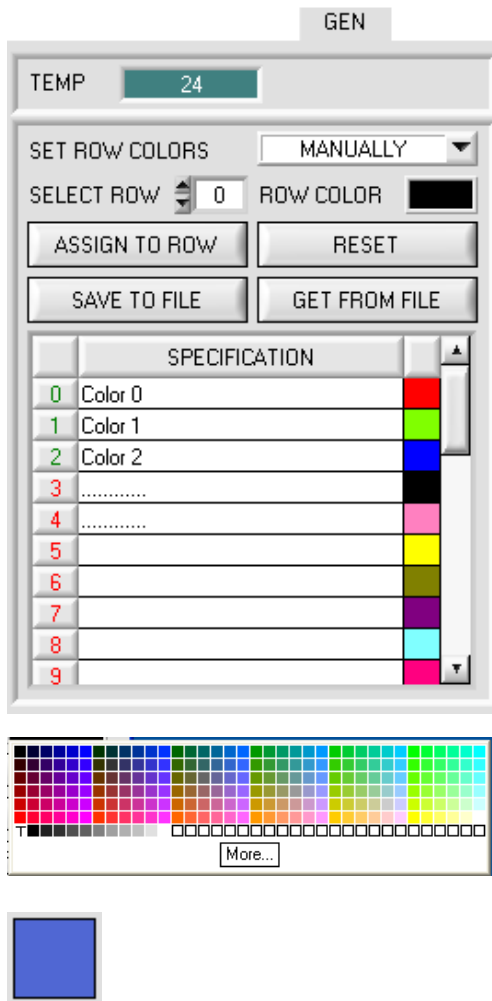 GEN
TEMP 24
SET ROW COLORS MANUALLY
SELECT ROW 0 ROW COLOR
ASSIGN TO ROW RESET
SAVE TO FILE GET FROM FILE
SPECIFICATION
0 Color 0
1 Color 1
2 Color 2
3 ............
4 ............
5
6
7
8
9
T
More...